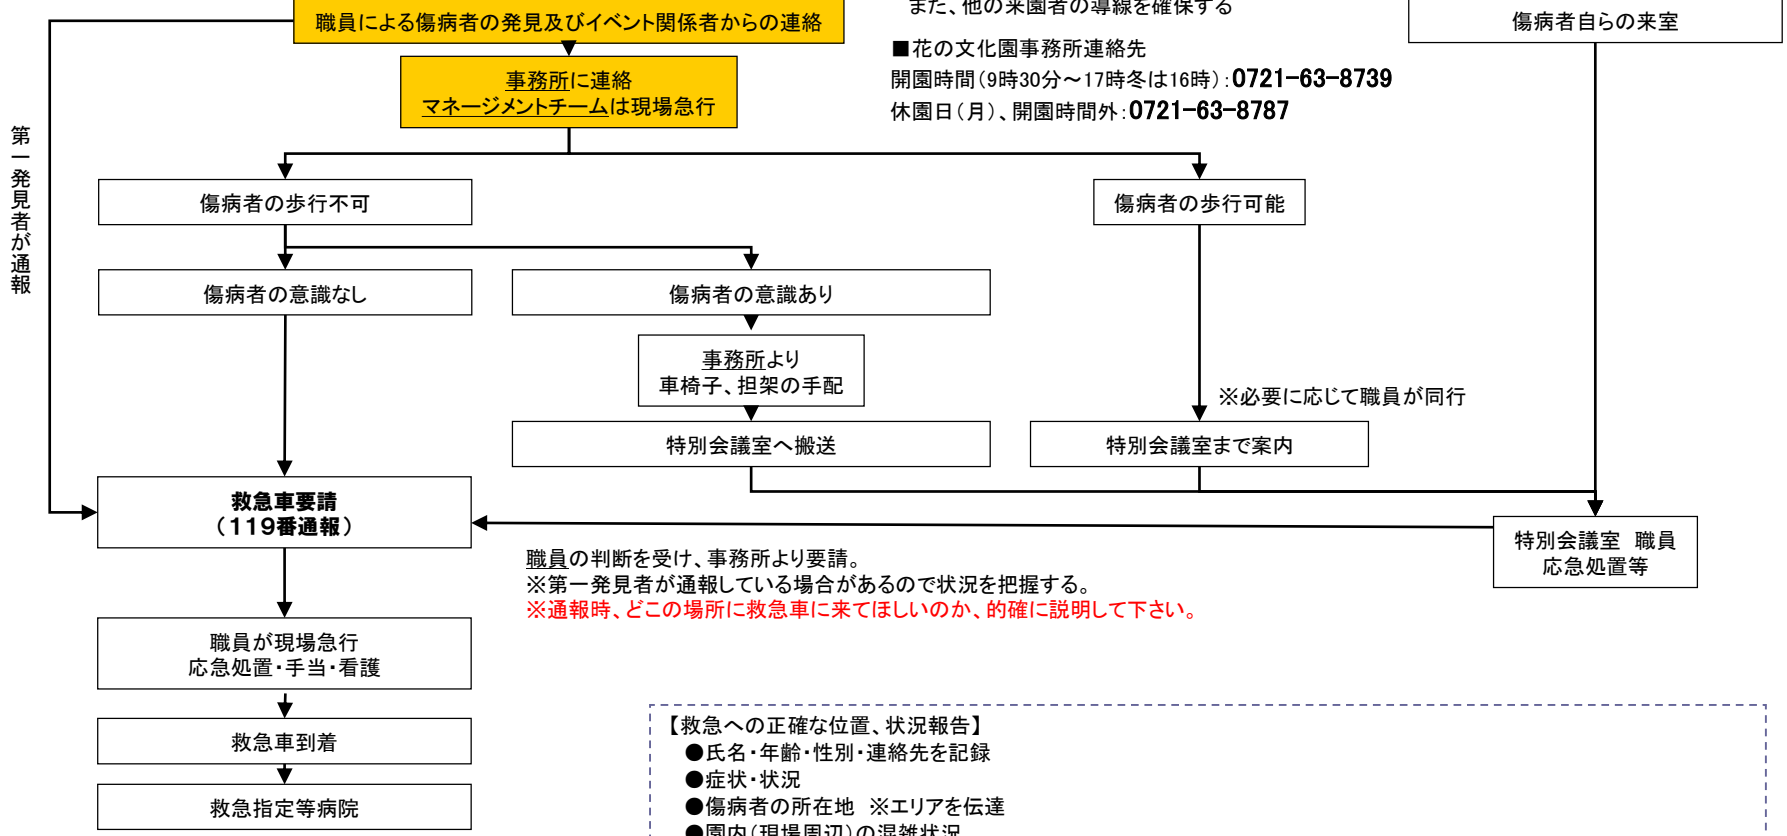 職員による傷病者の発見及びイベント関係者からの連絡
また、他の来園者の導線を確保する
傷病者自らの来室
■花の文化園事務所連絡先
開園時間(9時30分～17時冬は16時):0721-63-8739
休園日(月)、開園時間外:0721-63-8787
事務所に連絡
マネージメントチームは現場急行
第一発見者が通報
傷病者の歩行不可
傷病者の歩行可能
傷病者の意識なし
傷病者の意識あり
事務所より
車椅子、担架の手配
※必要に応じて職員が同行
特別会議室へ搬送
特別会議室まで案内
救急車要請
(119番通報)
特別会議室 職員
応急処置等
職員の判断を受け、事務所より要請。
※第一発見者が通報している場合があるので状況を把握する。
※通報時、どこの場所に救急車に来てほしいのか、的確に説明して下さい。
職員が現場急行
応急処置・手当・看護
救急車到着
救急指定等病院
【救急への正確な位置、状況報告】
●氏名・年齢・性別・連絡先を記録
●症状・状況
●傷病者の所在地 ※エリアを伝達
●園内(現場周辺)の混雑状況